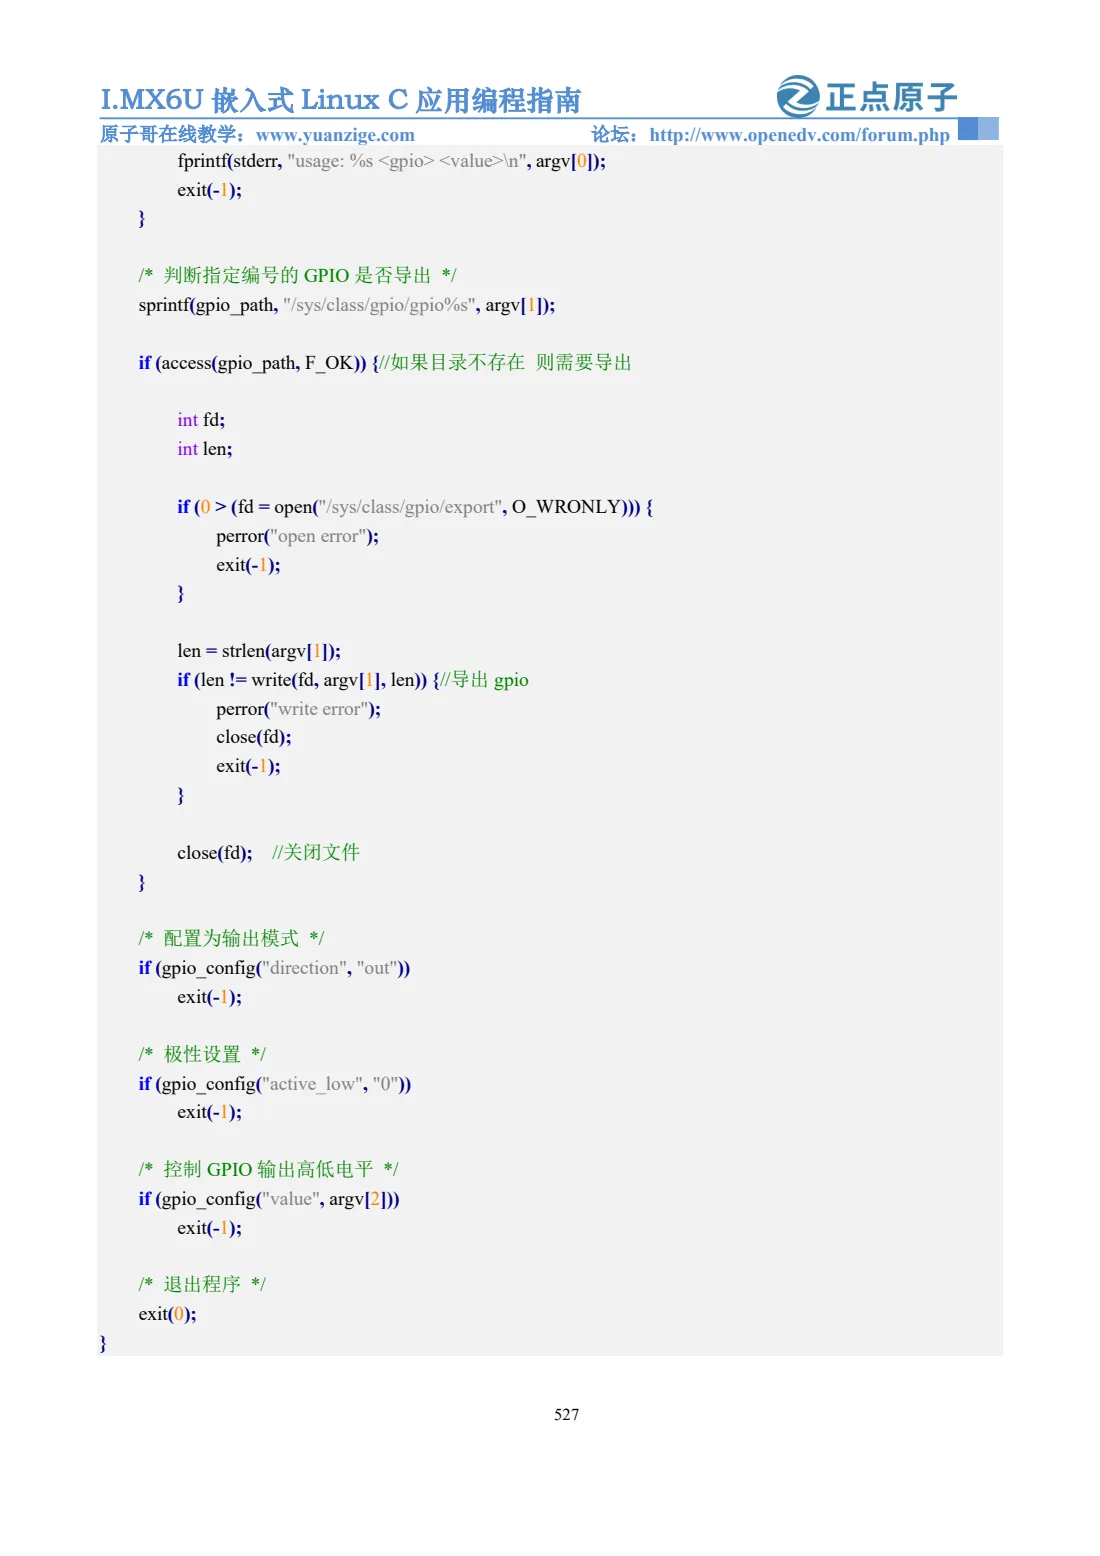 I.MX6U 嵌入式 Linux C 应用编程指南
正点原子
原子哥在线教学：www.yuanzige.com 论坛：http://www.openedv.com/forum.php
fprintf(stderr, "usage: %s <gpio> <value>\n", argv[0]);
exit(-1);
}
/* 判断指定编号的 GPIO 是否导出 */
sprintf(gpio_path, "/sys/class/gpio/gpio%s", argv[1]);
if (access(gpio_path, F_OK)) {//如果目录不存在 则需要导出
int fd;
int len;
if (0 > (fd = open("/sys/class/gpio/export", O_WRONLY))) {
perror("open error");
exit(-1);
}
len = strlen(argv[1]);
if (len != write(fd, argv[1], len)) {//导出 gpio
perror("write error");
close(fd);
exit(-1);
}
close(fd); //关闭文件
}
/* 配置为输出模式 */
if (gpio_config("direction", "out"))
exit(-1);
/* 极性设置 */
if (gpio_config("active_low", "0"))
exit(-1);
/* 控制 GPIO 输出高低电平 */
if (gpio_config("value", argv[2]))
exit(-1);
/* 退出程序 */
exit(0);
}
527